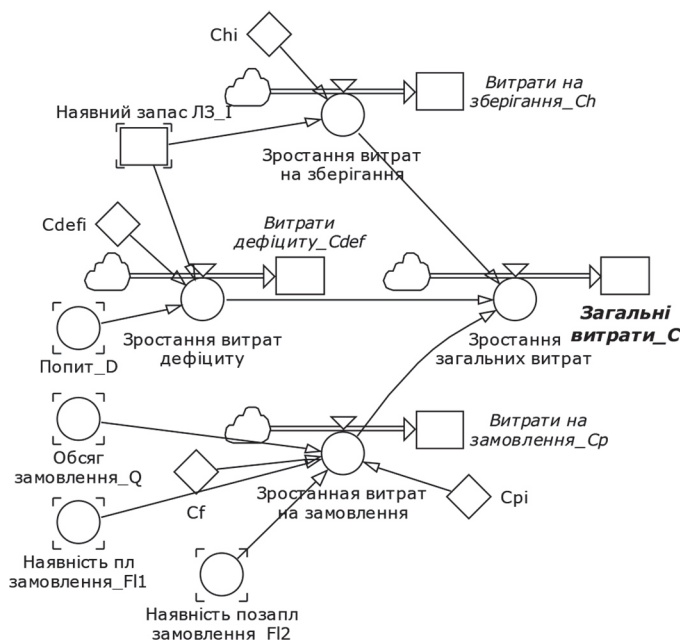 Chi
Наявний запас ЛЗ_I
Витрати на
зберігання_Ch
Зростання витрат
на зберігання
Cdefi
Витрати
дефіциту_Cdef
Попит_D
Зростання витрат
дефіциту
Зростання
загальних витрат
Загальні
витрати_C
Обсяг
замовлення_Q
Cf
Витрати на
замовлення_Cp
Зростанная витрат
на замовлення
Cpi
Наявність пл
замовлення_Fl1
Наявність позапл
замовлення_Fl2